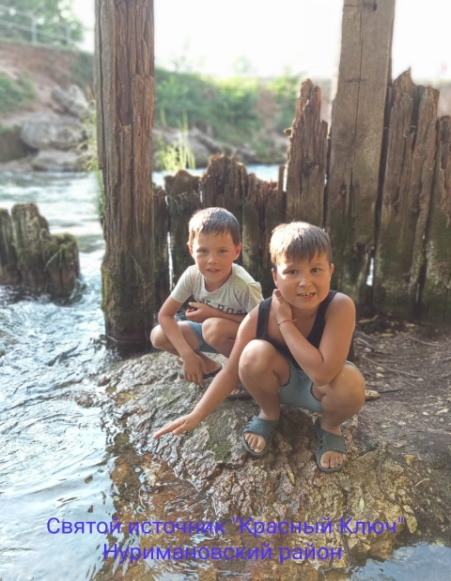 Святой источник "Красный Ключ"
Нуримановский район